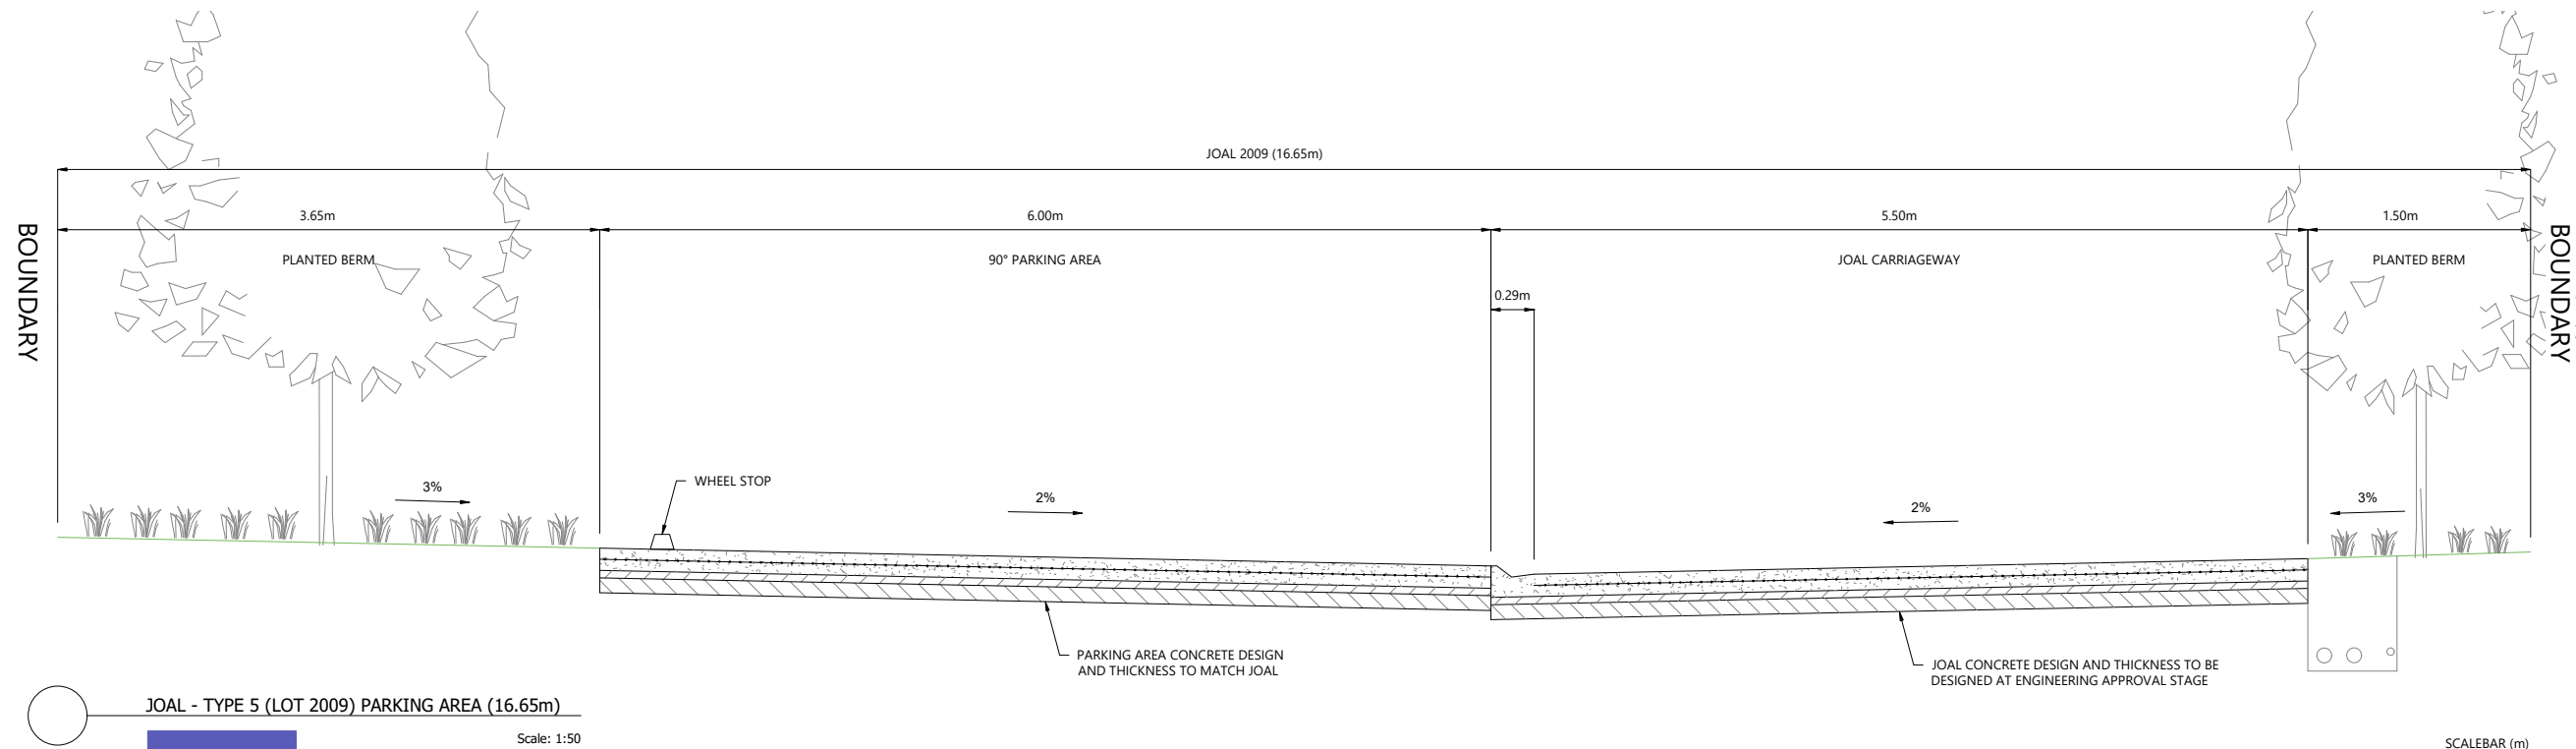 JOAL 2009 (16.65m)
3.65m
6.00m
5.50m
1.50m
BOUNDARY
PLANTED BERM
90° PARKING AREA
JOAL CARRIAGEWAY
PLANTED BERM
BOUNDARY
0.29m
WHEEL STOP
3%
2%
2%
3%
PARKING AREA CONCRETE DESIGN
AND THICKNESS TO MATCH JOAL
JOAL CONCRETE DESIGN AND THICKNESS TO BE
DESIGNED AT ENGINEERING APPROVAL STAGE
JOAL - TYPE 5 (LOT 2009) PARKING AREA (16.65m)
Scale: 1:50
SCALEBAR (m)